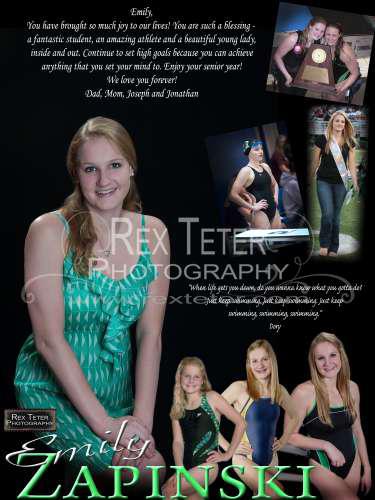 Emily,
You have brought so much joy to our lives! You are such a blessing -
a fantastic student, an amazing athlete and a beautiful young lady,
inside and out. Continue to set high goals because you can achieve
anything that you set your mind to. Enjoy your senior year!
We love you forever!
Dad, Mom, Joseph and Jonathan
REX TETER
PHOTOGRAPHY
"When life gets you down, do you wanna know what you gotta do?
Just keep swimming. Just keep swimming. Just keep
swimming, swimming, swimming."
Dory
REX TETER
PHOTOGRAPHY
Emily
ZAPINSKI